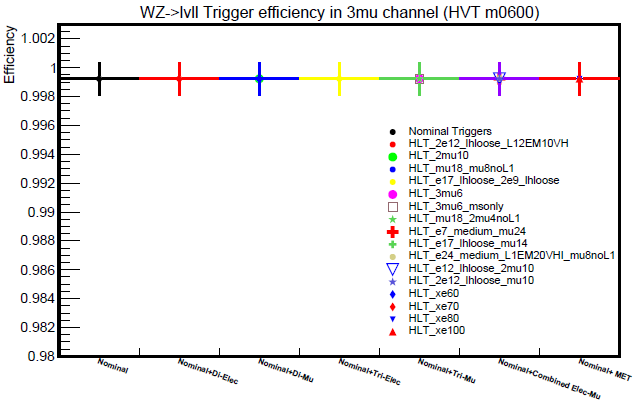 WZ->lvll Trigger efficiency in 3mu channel (HVT m0600)
Efficiency
1.002
1
0.998
0.996
0.994
0.992
0.99
0.988
0.986
0.984
0.982
0.98
Nominal Triggers
HLT_2e12_lhloose_L12EM10VH
HLT_2mu10
HLT_mu18_mu8noL1
HLT_e17_lhloose_2e9_lhloose
HLT_3mu6
HLT_3mu6_msonly
HLT_mu18_2mu4noL1
HLT_e7_medium_mu24
HLT_e17_lhloose_mu14
HLT_e24_medium_L1EM20VHI_mu8noL1
HLT_e12_lhloose_2mu10
HLT_2e12_lhloose_mu10
HLT_xe60
HLT_xe70
HLT_xe80
HLT_xe100
Nominal
Nominal+Di-Elec
Nominal+Di-Mu
Nominal+Tri-Elec
Nominal+Tri-Mu
Nominal+Combined Elec-Mu
Nominal+ MET